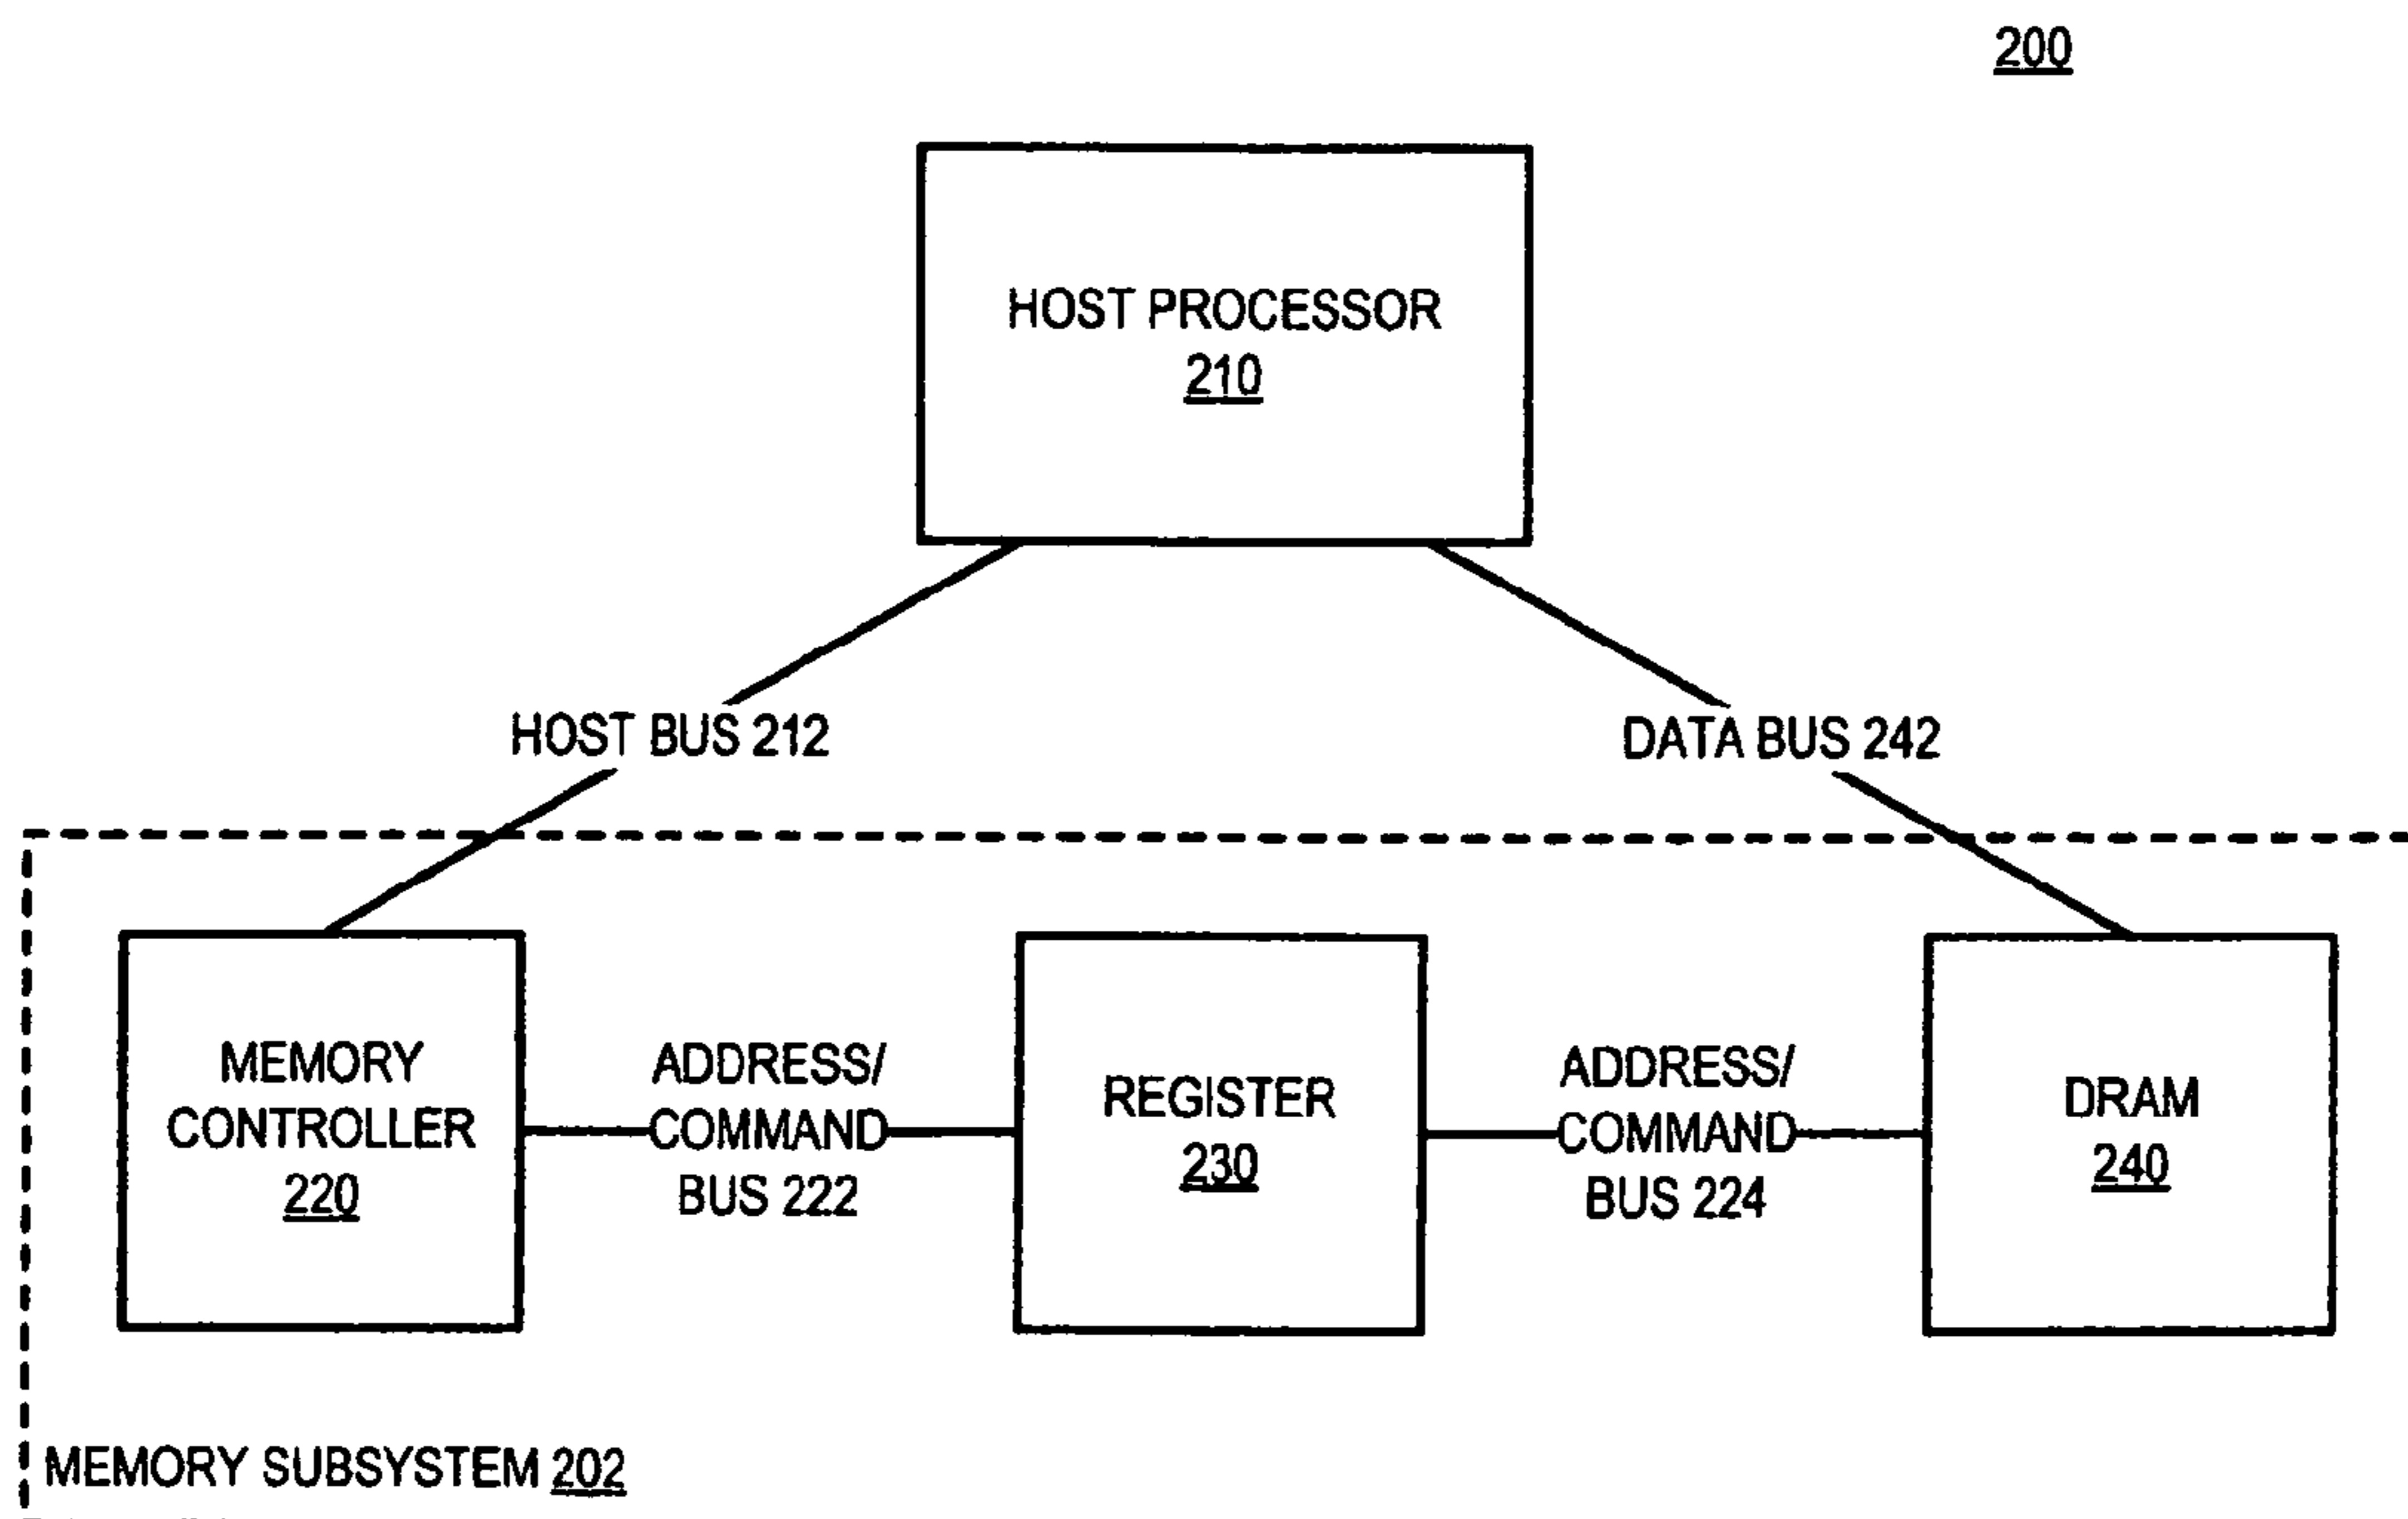 200
HOST PROCESSOR
210
HOST BUS 212
DATA BUS 242
MEMORY
CONTROLLER
220
ADDRESS/
COMMAND
BUS 222
REGISTER
230
ADDRESS/
COMMAND
BUS 224
DRAM
240
MEMORY SUBSYSTEM 202